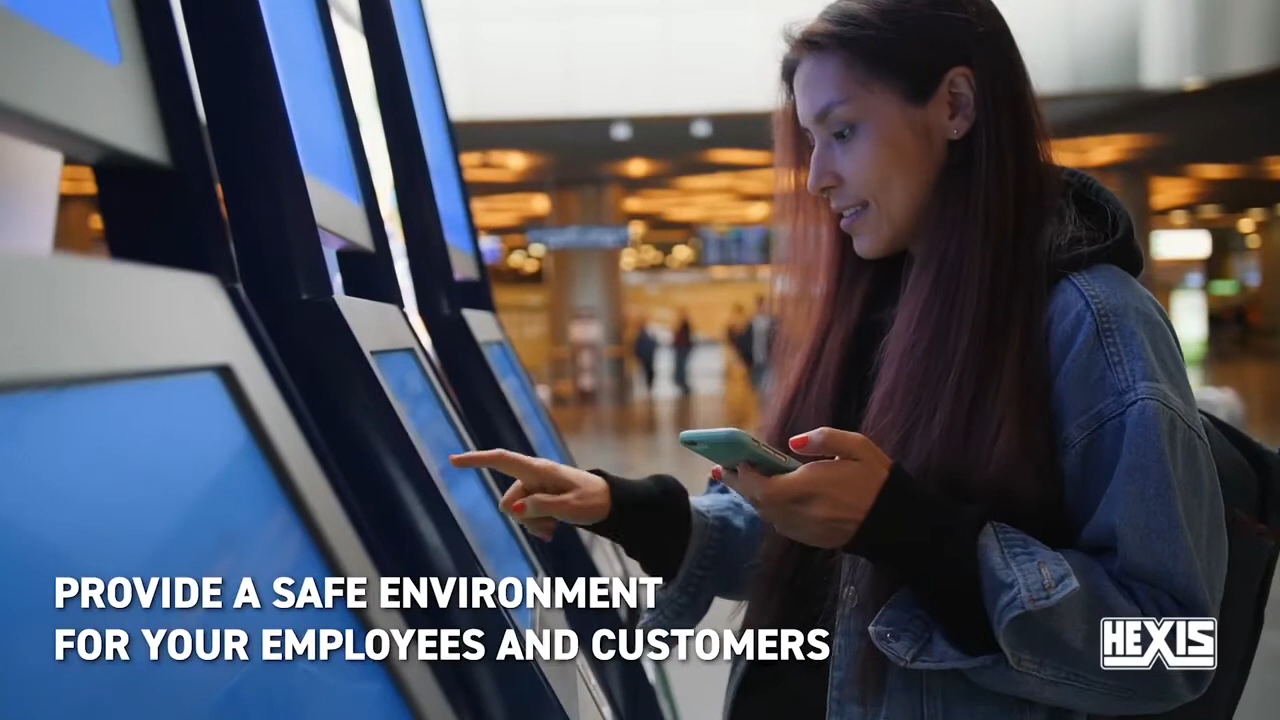 PROVIDE A SAFE ENVIRONMENT
FOR YOUR EMPLOYEES AND CUSTOMERS
HEXIS